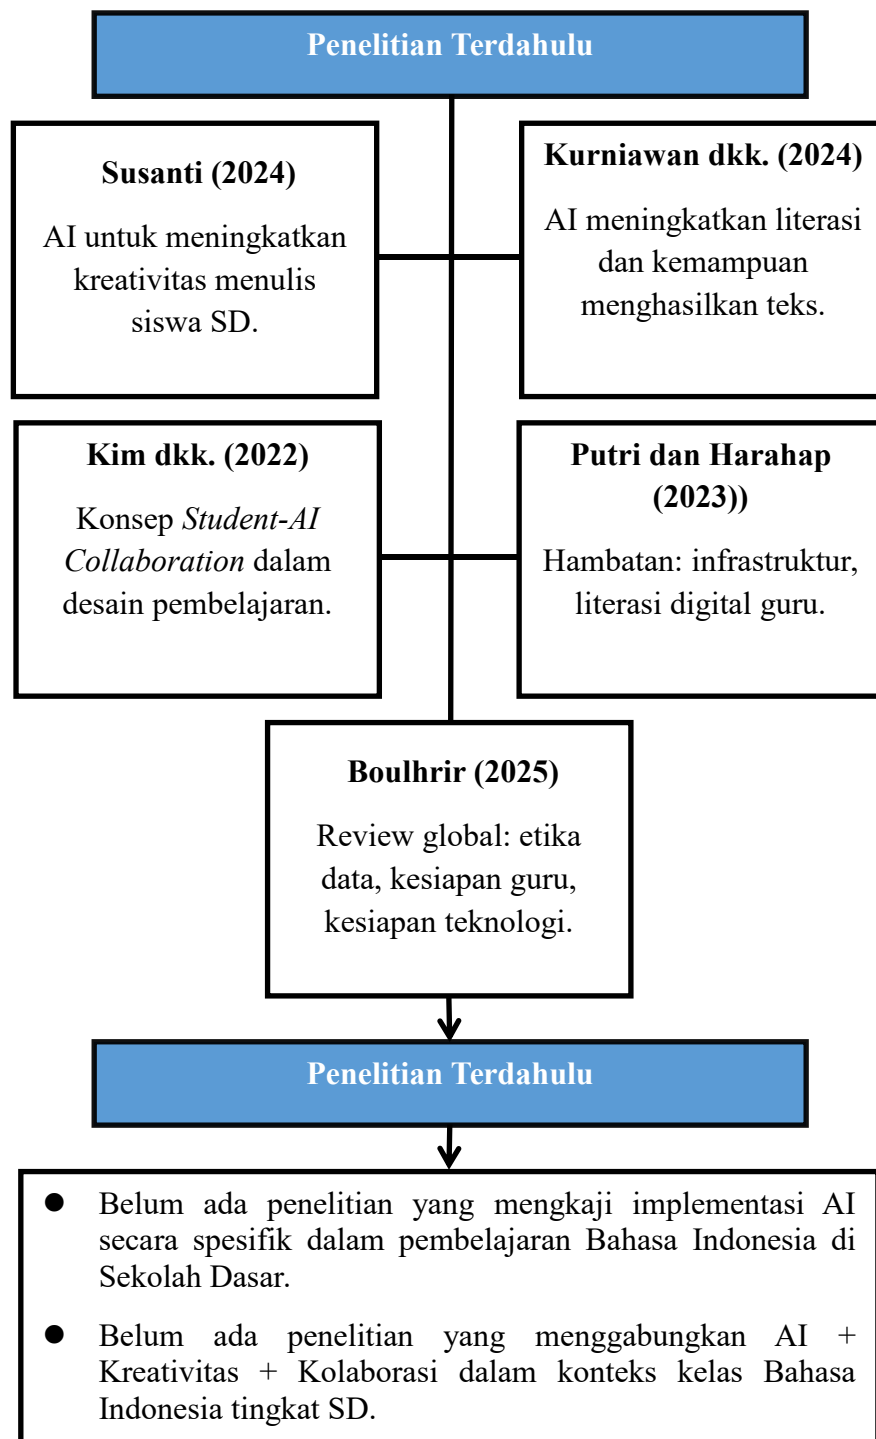 Penelitian Terdahulu
Susanti (2024)
AI untuk meningkatkan
kreativitas menulis
siswa SD.
Kurniawan dkk. (2024)
AI meningkatkan literasi
dan kemampuan
menghasilkan teks.
Kim dkk. (2022)
Konsep Student-AI
Collaboration dalam
desain pembelajaran.
Putri dan Harahap
(2023))
Hambatan: infrastruktur,
literasi digital guru.
Boulhrir (2025)
Review global: etika
data, kesiapan guru,
kesiapan teknologi.
Penelitian Terdahulu
● Belum ada penelitian yang mengkaji implementasi AI
secara spesifik dalam pembelajaran Bahasa Indonesia di
Sekolah Dasar.
● Belum ada penelitian yang menggabungkan AI +
Kreativitas + Kolaborasi dalam konteks kelas Bahasa
Indonesia tingkat SD.